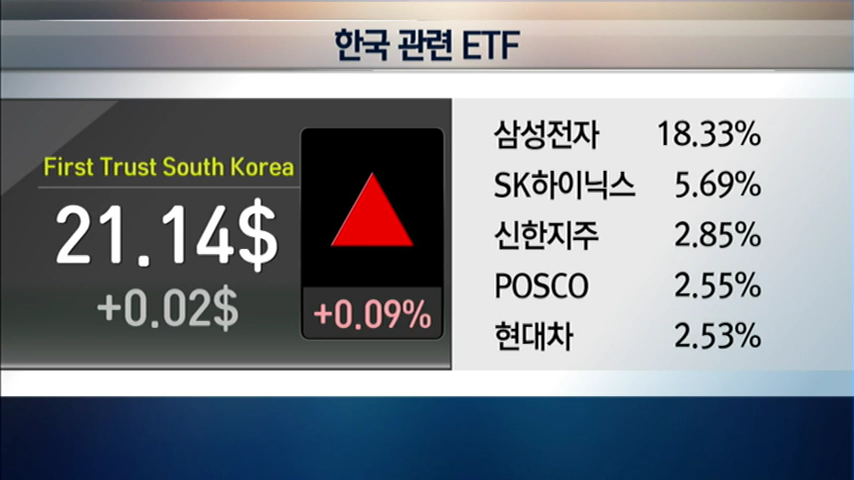 한국 관련 ETF
First Trust South Korea
21.14$
+0.02$
+0.09%
삼성전자 18.33%
SK하이닉스 5.69%
신한지주 2.85%
POSCO 2.55%
현대차 2.53%